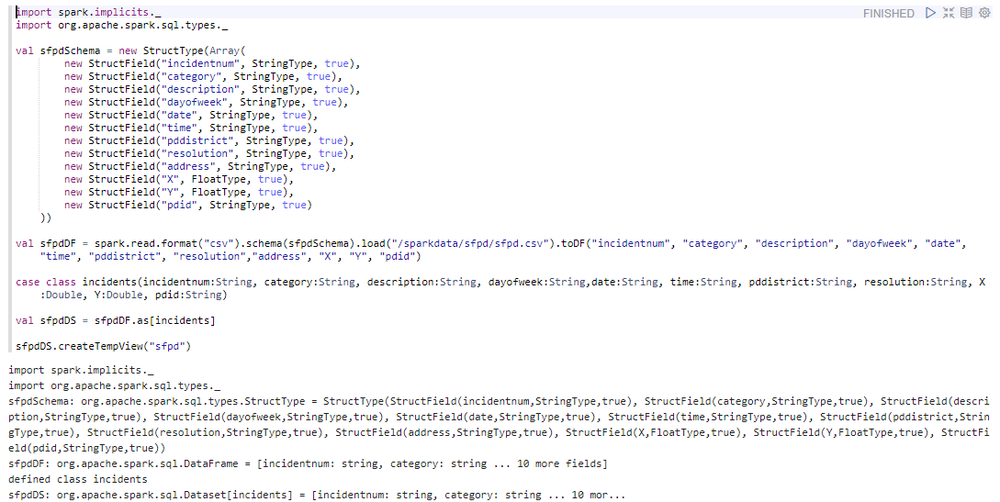 import spark.implicits._
FINISHED
import org.apache.spark.sql.types._
val sfpdSchema = new StructType(Array(
new StructField("incidentnum", StringType, true),
new StructField("category", StringType, true),
new StructField("description", StringType, true),
new StructField("dayofweek", StringType, true),
new StructField("date", StringType, true),
new StructField("time", StringType, true),
new StructField("pddistrict", StringType, true),
new StructField("resolution", StringType, true),
new StructField("address", StringType, true),
new StructField("X", FloatType, true),
new StructField("Y", FloatType, true),
new StructField("pdid", StringType, true)
))
val sfpdDF = spark.read.format("csv").schema(sfpdSchema).load("/sparkdata/sfpd/sfpd.csv").toDF("incidentnum", "category", "description", "dayofweek", "date",
"time", "pddistrict", "resolution","address", "X", "Y", "pdid")
case class incidents(incidentnum:String, category:String, description:String, dayofweek:String,date:String, time:String, pddistrict:String, resolution:String, X
:Double, Y:Double, pdid:String)
val sfpdDS = sfpdDF.as[incidents]
sfpdDS.createTempView("sfpd")
import spark.implicits._
import org.apache.spark.sql.types._
sfpdSchema: org.apache.spark.sql.types.StructType = StructType(StructField(incidentnum,StringType,true), StructField(category,StringType,true), StructField(descri
ption,StringType,true), StructField(dayofweek,StringType,true), StructField(date,StringType,true), StructField(time,StringType,true), StructField(pddistrict,Strin
gType,true), StructField(resolution,StringType,true), StructField(address,StringType,true), StructField(X,FloatType,true), StructField(Y,FloatType,true), StructFi
eld(pdid,StringType,true))
sfpdDF: org.apache.spark.sql.DataFrame = [incidentnum: string, category: string ... 10 more fields]
defined class incidents
sfpdDS: org.apache.spark.sql.Dataset[incidents] = [incidentnum: string, category: string ... 10 mor...